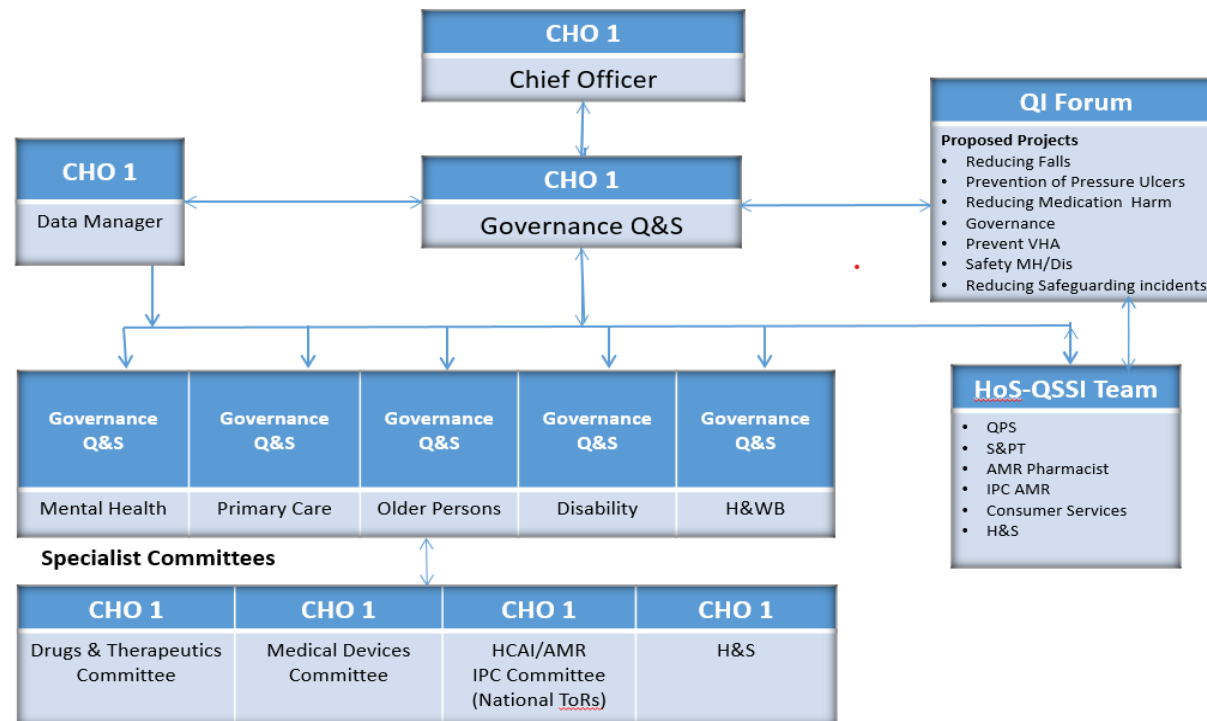 CHO 1
Chief Officer
QI Forum
Proposed Projects
• Reducing Falls
• Prevention of Pressure Ulcers
• Reducing Medication Harm
• Governance
• Prevent VHA
• Safety MH/Dis
• Reducing Safeguarding incidents
CHO 1
Data Manager
CHO 1
Governance Q&S
Governance
Q&S
Mental Health
Governance
Q&S
Primary Care
Governance
Q&S
Older Persons
Governance
Q&S
Disability
Governance
Q&S
H&WB
HoS-QSSI Team
• QPS
• S&PT
• AMR Pharmacist
• IPC AMR
• Consumer Services
• H&S
Specialist Committees
CHO 1
Drugs & Therapeutics
Committee
CHO 1
Medical Devices
Committee
CHO 1
HCAI/AMR
IPC Committee
(National ToRs)
CHO 1
H&S